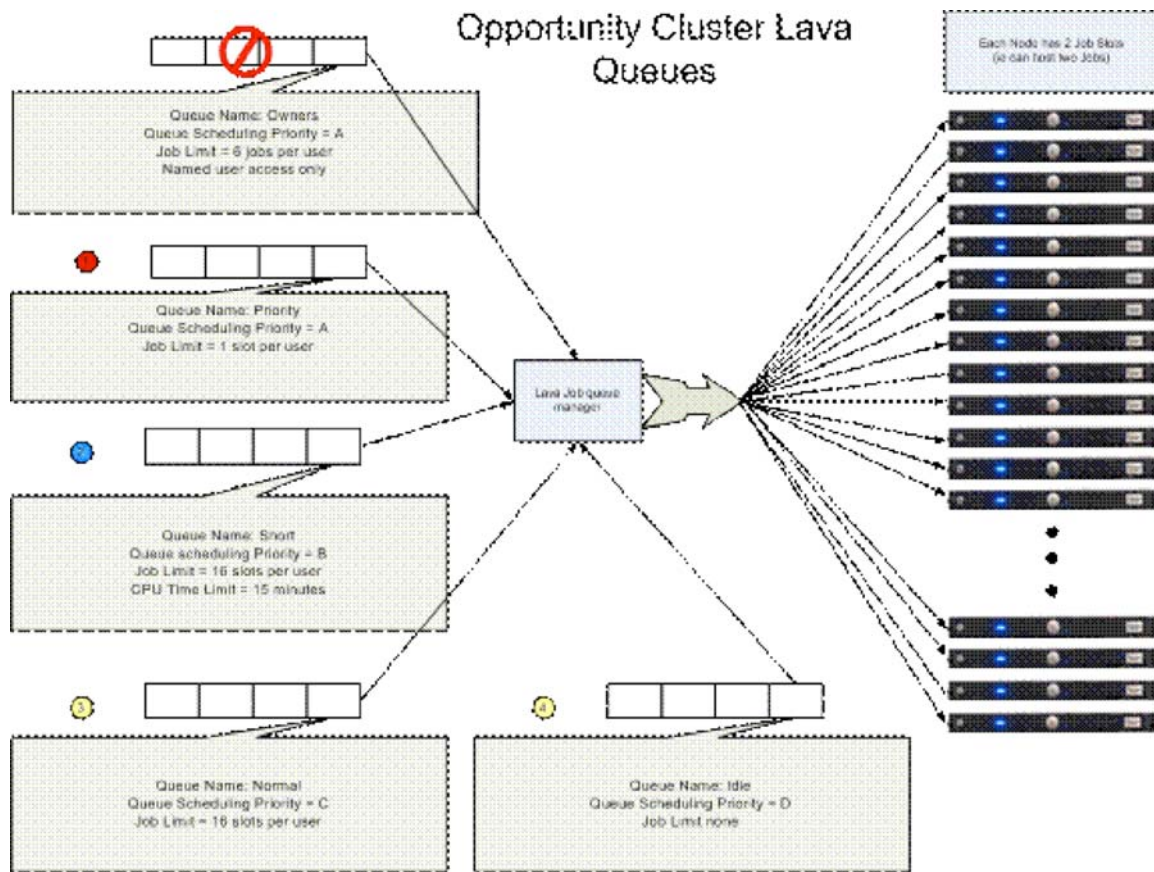 Opportunity Cluster Lava
Queues
Each Node has 2 Job Slots
(ie can host two Jobs)
Queue Name: Owners
Queue Scheduling Priority = A
Job Limit = 6 jobs per user
Named user access only
1
Queue Name: Priority
Queue Scheduling Priority = A
Job Limit = 1 slot per user
Lava Job queue
manager
2
Queue Name: Short
Queue scheduling Priority = B
Job Limit = 16 slots per user
CPU Time Limit = 15 minutes
3
Queue Name: Normal
Queue Scheduling Priority = C
Job Limit = 16 slots per user
4
Queue Name: Idle
Queue Scheduling Priority = D
Job Limit none